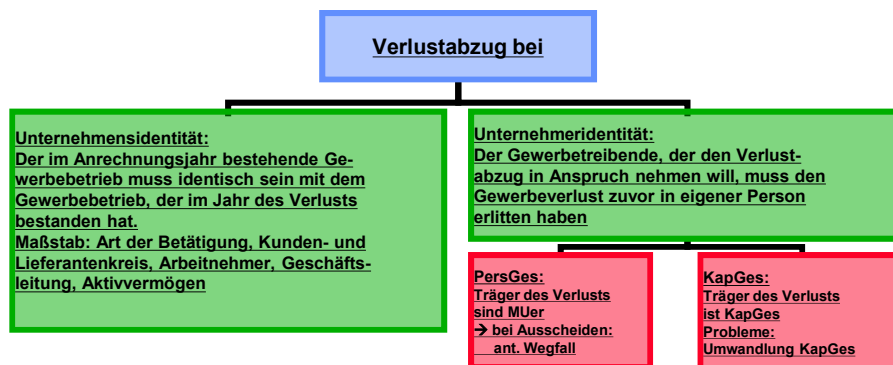 Verlustabzug bei
Unternehmensidentität:
Der im Anrechnungsjahr bestehende Ge-
werbebetrieb muss identisch sein mit dem
Gewerbebetrieb, der im Jahr des Verlusts
bestanden hat.
Maßstab: Art der Betätigung, Kunden- und
Lieferantenkreis, Arbeitnehmer, Geschäfts-
leitung, Aktivvermögen
Unternehmeridentität:
Der Gewerbetreibende, der den Verlust-
abzug in Anspruch nehmen will, muss den
Gewerbeverlust zuvor in eigener Person
erlitten haben
PersGes:
Träger des Verlusts
sind MUer
→ bei Ausscheiden:
ant. Wegfall
KapGes:
Träger des Verlusts
ist KapGes
Probleme:
Umwandlung KapGes